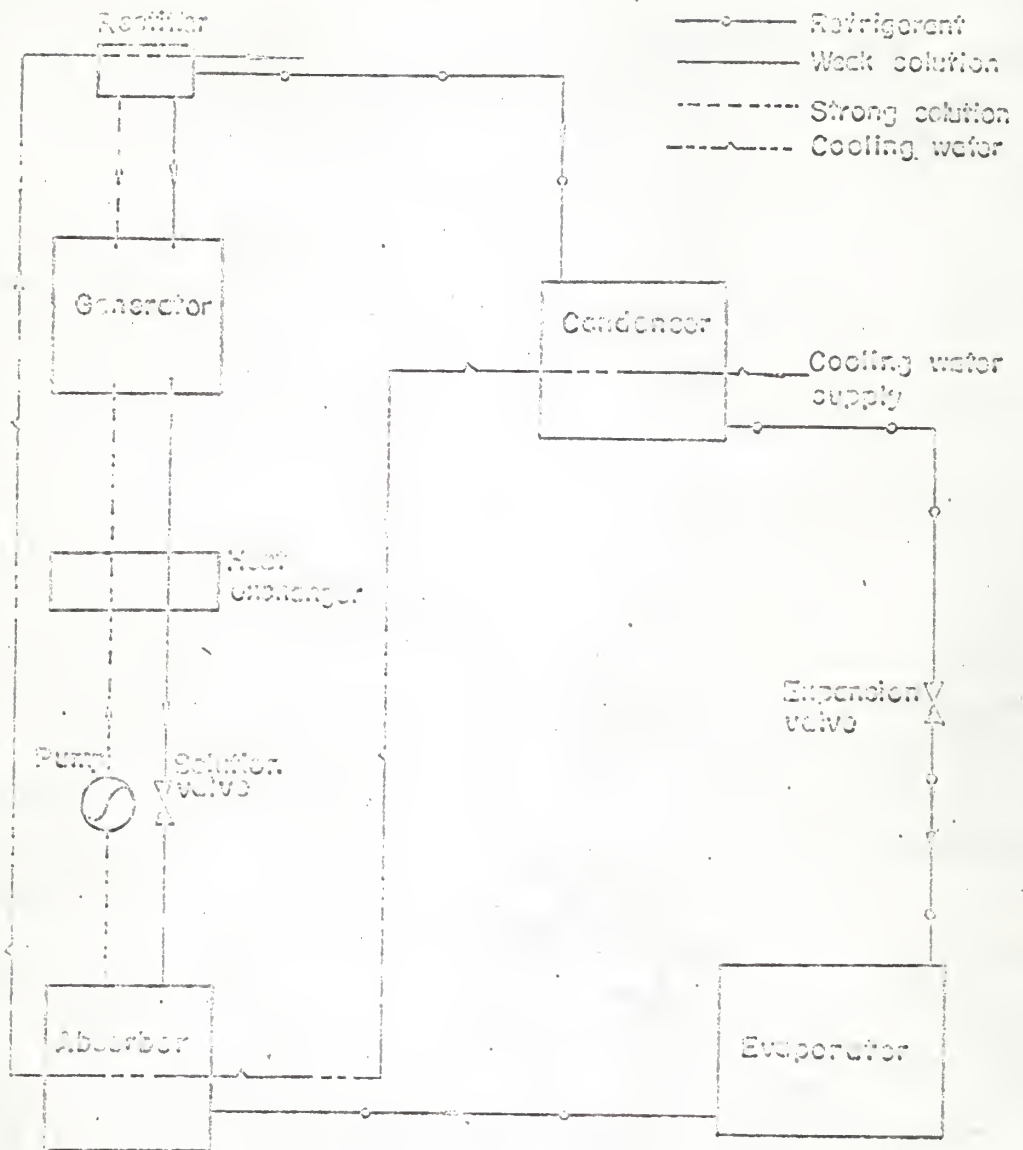 Rectifier
Refrigerant
Weak solution
Strong solution
Cooling water
Generator
Condenser
Cooling water
supply
Heat
exchanger
Expansion
valve
Pump
Solution
valve
Absorber
Evaporator